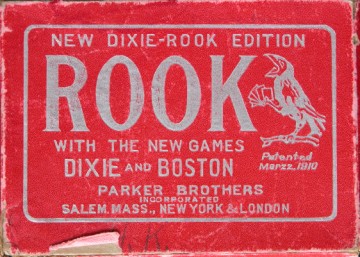 NEW DIXIE-ROOK EDITION
ROOK
WITH THE NEW GAMES
DIXIE AND BOSTON
Patented
Mar22,1910
PARKER BROTHERS
INCORPORATED
SALEM. MASS., NEW YORK & LONDON